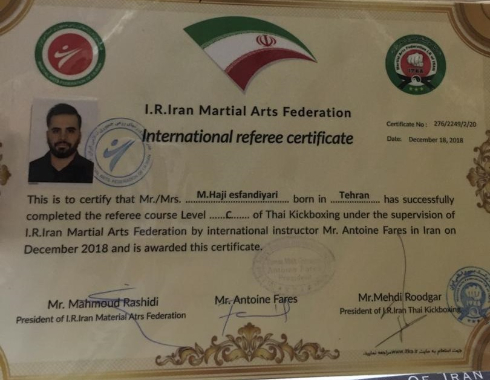 I.R.Iran Martial Arts Federation
International referee certificate
Certificate No : 276/2249/2/20
Date: December 18, 2018
This is to certify that Mr./Mrs. M.Haji esfandiyari born in Tehran has successfully
completed the referee course Level ......C..... of Thai Kickboxing under the supervision of
I.R.Iran Martial Arts Federation by international instructor Mr. Antoine Fares in Iran on
December 2018 and is awarded this certificate.
Mr. Mahmoud Rashidi
President of I.R.Iran Material Atrs Federation
Mr. Antoine Fares
Mr.Mehdi Roodgar
President of I.R.Iran Thai Kickboxing
OF IRAN